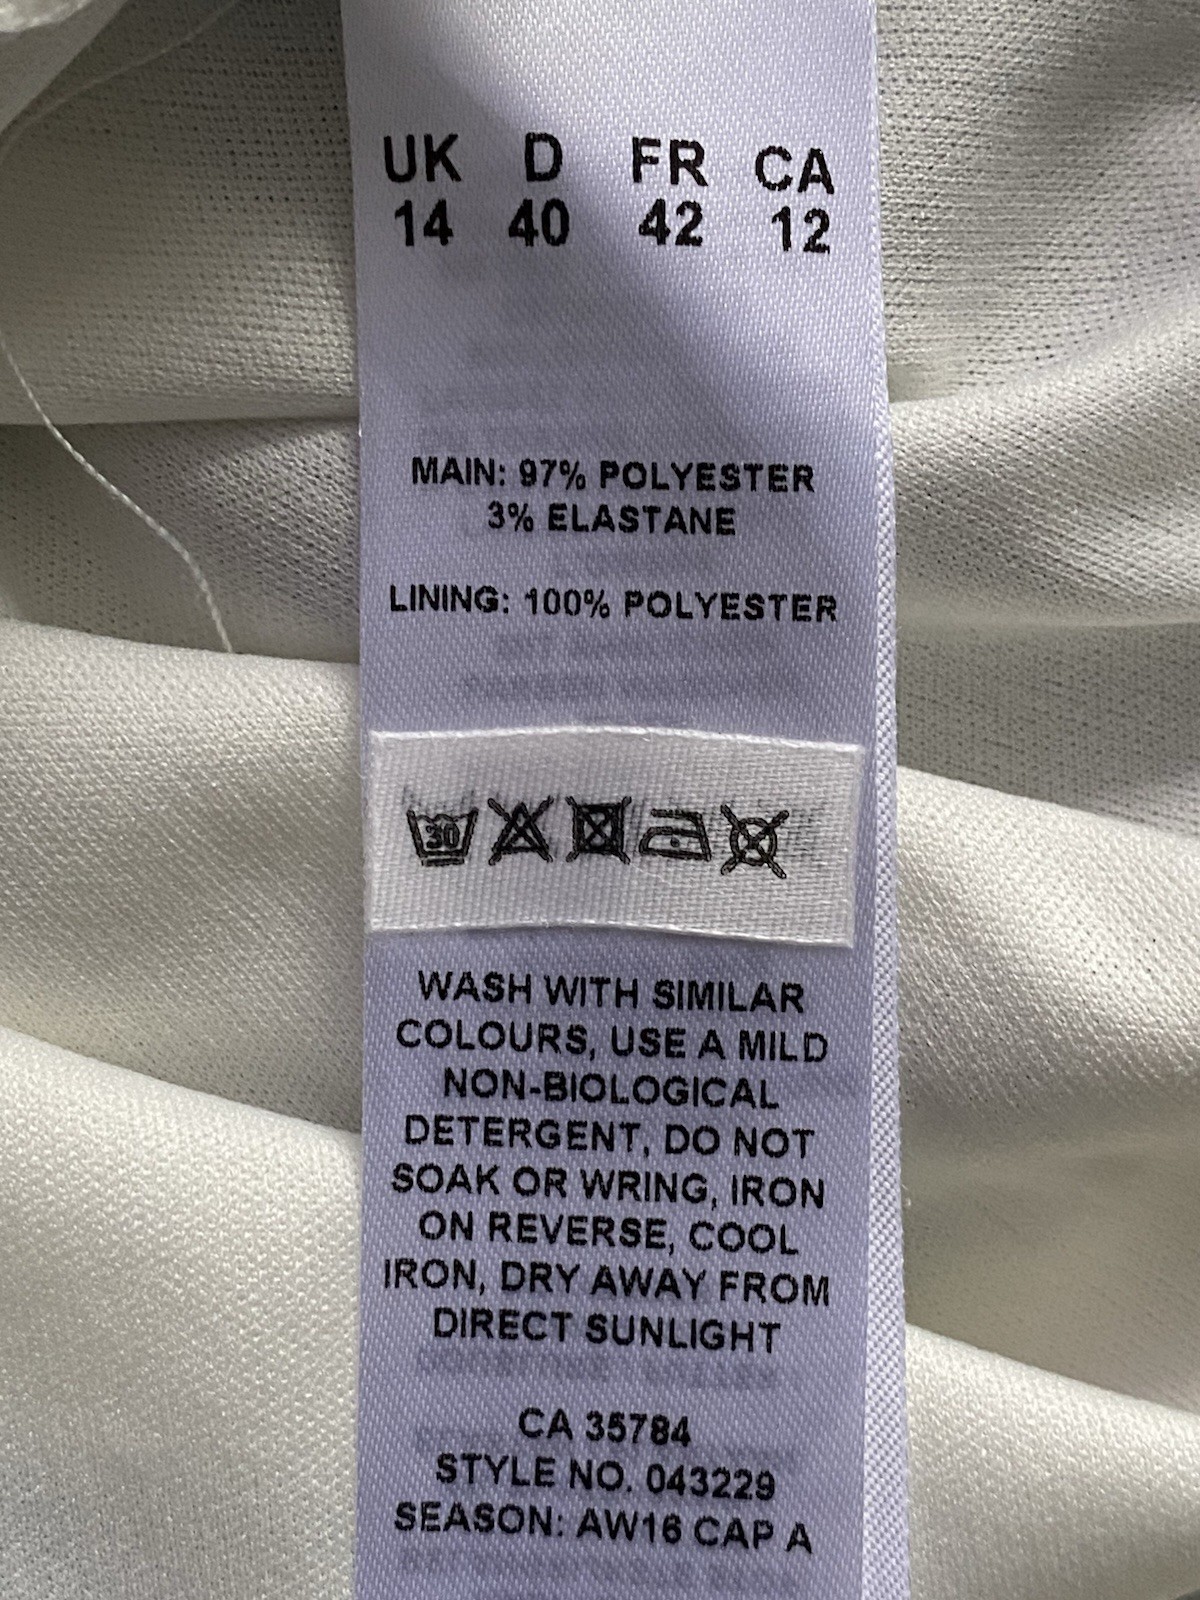 UK D FR CA
14 40 42 12
MAIN: 97% POLYESTER
3% ELASTANE
LINING: 100% POLYESTER
30
WASH WITH SIMILAR
COLOURS, USE A MILD
NON-BIOLOGICAL
DETERGENT, DO NOT
SOAK OR WRING, IRON
ON REVERSE, COOL
IRON, DRY AWAY FROM
DIRECT SUNLIGHT
CA 35784
STYLE NO. 043229
SEASON: AW16 CAP A